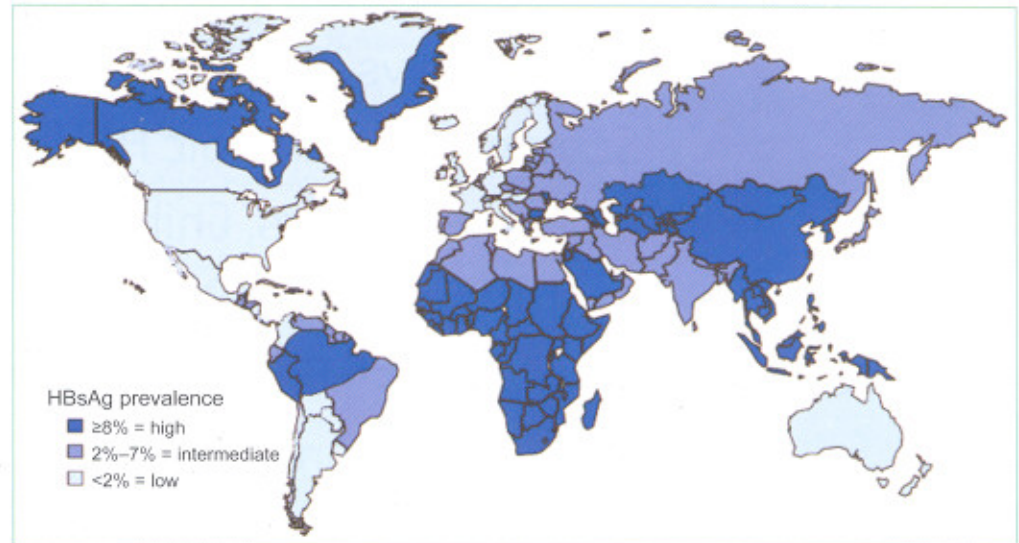 HBsAg prevalence
≥8% = high
2%–7% = intermediate
<2% = low